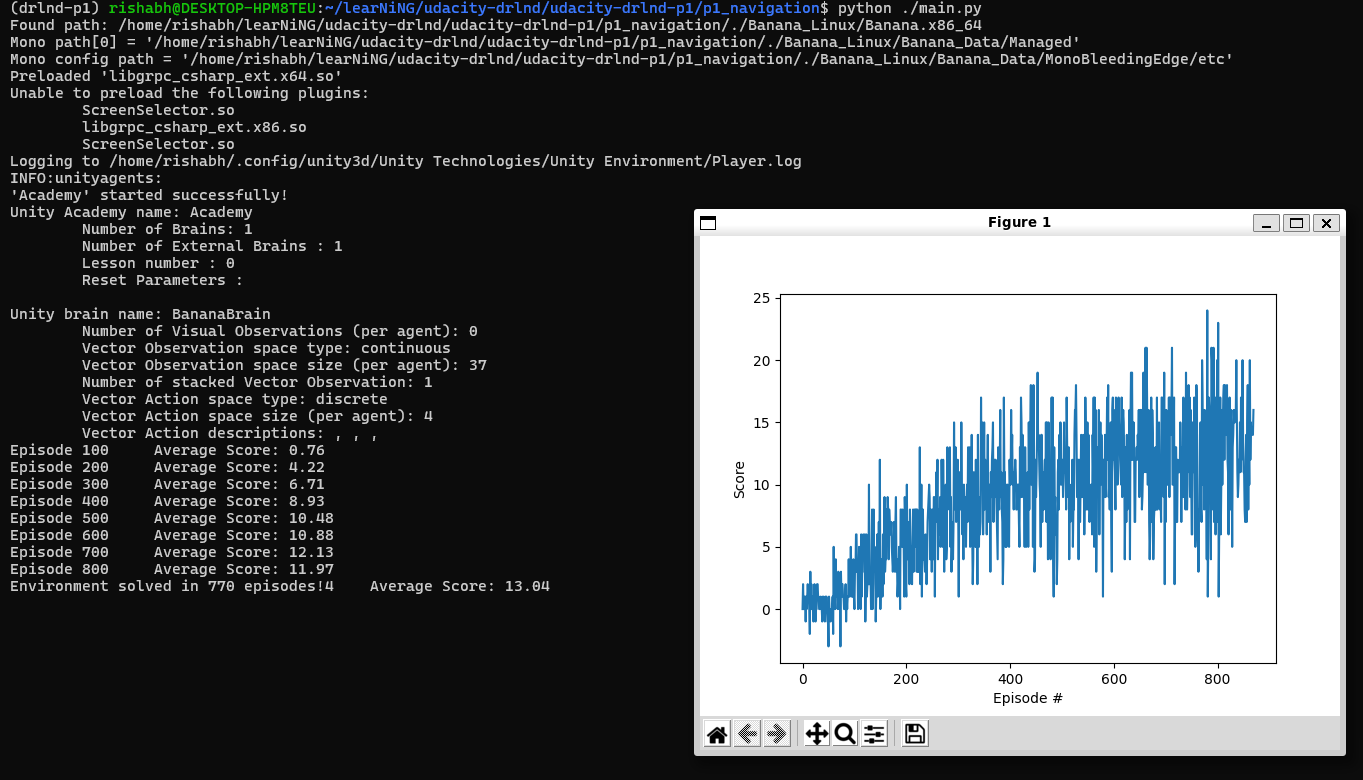 (drlnd-p1) rishabh@DESKTOP-HPM8TEU:~/learNiNG/udacity-drlnd/udacity-drlnd-p1/p1_navigation$ python ./main.py
Found path: /home/rishabh/learNiNG/udacity-drlnd/udacity-drlnd-p1/p1_navigation/./Banana_Linux/Banana.x86_64
Mono path[0] = '/home/rishabh/learNiNG/udacity-drlnd/udacity-drlnd-p1/p1_navigation/./Banana_Linux/Banana_Data/Managed'
Mono config path = '/home/rishabh/learNiNG/udacity-drlnd/udacity-drlnd-p1/p1_navigation/./Banana_Linux/Banana_Data/MonoBleedingEdge/etc'
Preloaded 'libgrpc_csharp_ext.x64.so'
Unable to preload the following plugins:
        ScreenSelector.so
        libgrpc_csharp_ext.x86.so
        ScreenSelector.so
Logging to /home/rishabh/.config/unity3d/Unity Technologies/Unity Environment/Player.log
INFO:unityagents:
'Academy' started successfully!
Unity Academy name: Academy
        Number of Brains: 1
        Number of External Brains : 1
        Lesson number : 0
        Reset Parameters :
Unity brain name: BananaBrain
        Number of Visual Observations (per agent): 0
        Vector Observation space type: continuous
        Vector Observation space size (per agent): 37
        Number of stacked Vector Observation: 1
        Vector Action space type: discrete
        Vector Action space size (per agent): 4
        Vector Action descriptions: , , ,
Episode 100     Average Score: 0.76
Episode 200     Average Score: 4.22
Episode 300     Average Score: 6.71
Episode 400     Average Score: 8.93
Episode 500     Average Score: 10.48
Episode 600     Average Score: 10.88
Episode 700     Average Score: 12.13
Episode 800     Average Score: 11.97
Environment solved in 770 episodes!4    Average Score: 13.04
Figure 1
25
20
15
10
5
0
Score
0 200 400 600 800
Episode #